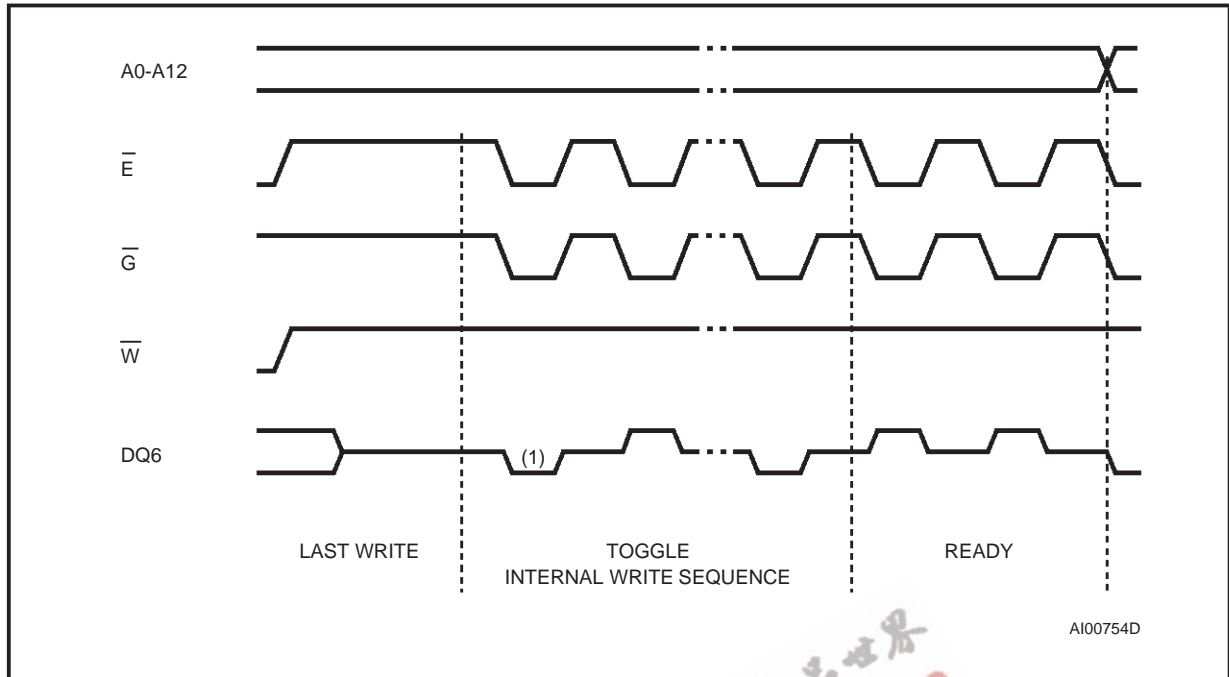 A0-A12
E̅
G̅
W̅
DQ6
(1)
LAST WRITE
TOGGLE
INTERNAL WRITE SEQUENCE
READY
AI00754D